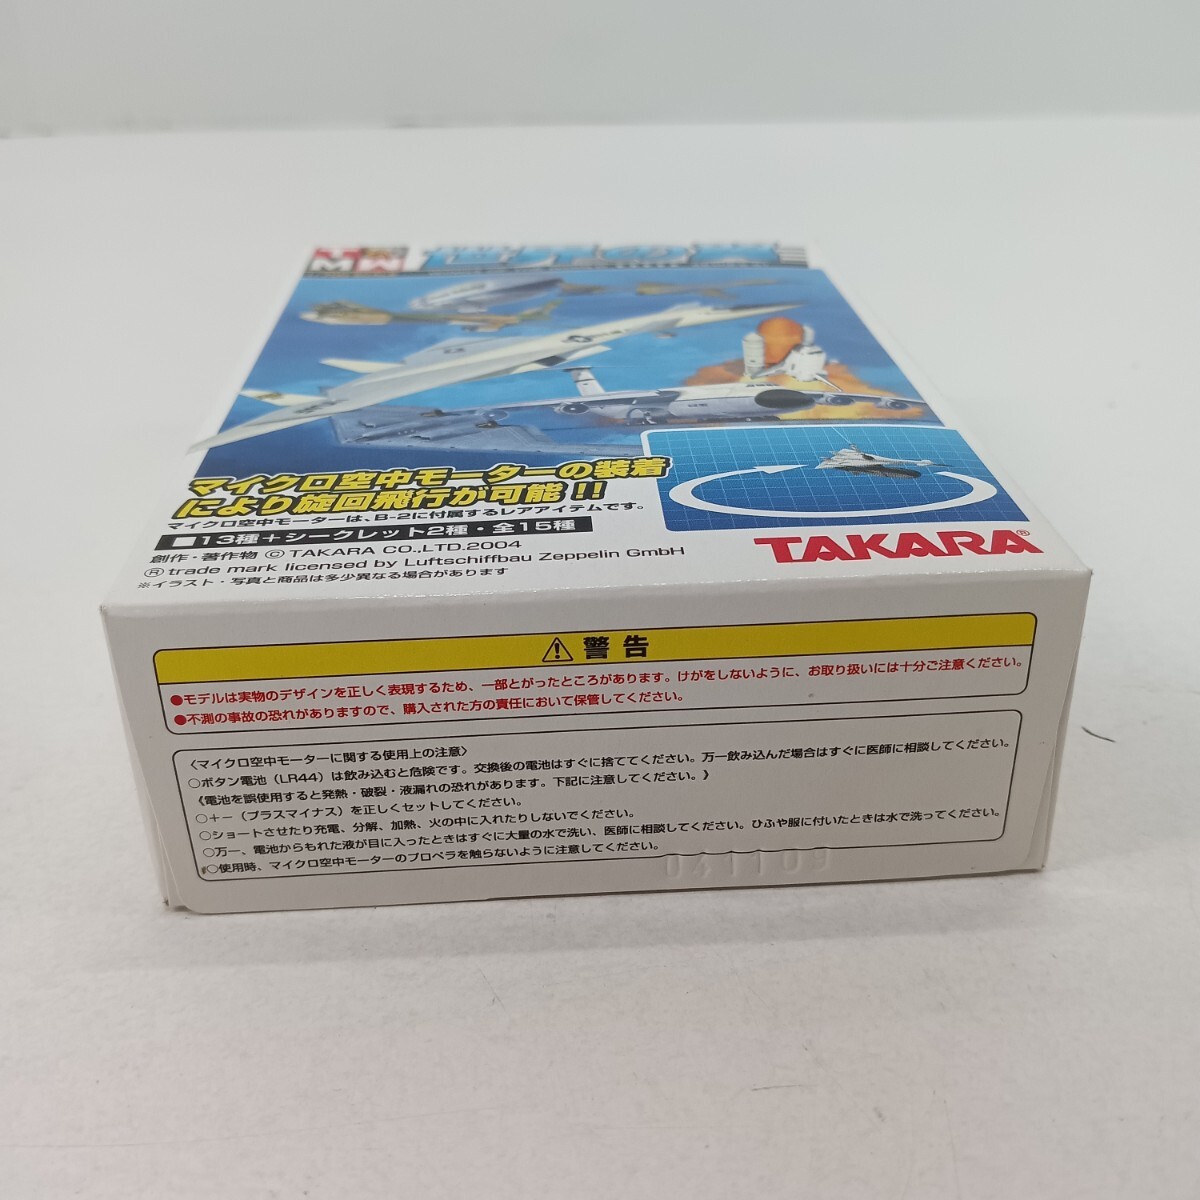 TMW
マイクロ空中モーターの装着
により旋回飛行が可能!!
マイクロ空中モーターは、B-2に付属するレアアイテムです。
■13種+シークレット2種・全15種
創作・著作物 ©TAKARA CO.,LTD.2004
®trade mark licensed by Luftschiffbau Zeppelin GmbH
※イラスト・写真と商品は多少異なる場合があります
TAKARA®
⚠警告
●モデルは実物のデザインを正しく表現するため、一部とがったところがあります。けがをしないように、お取り扱いには十分ご注意ください。
●不測の事故の恐れがありますので、購入された方の責任において保管してください。
〈マイクロ空中モーターに関する使用上の注意〉
○ボタン電池(LR44)は飲み込むと危険です。交換後の電池はすぐに捨ててください。万一飲み込んだ場合はすぐに医師に相談してください。
《電池を誤使用すると発熱・破裂・液漏れの恐れがあります。下記に注意してください。》
○+−(プラスマイナス)を正しくセットしてください。
○ショートさせたり充電、分解、加熱、火の中に入れたりしないでください。
○万一、電池からもれた液が目に入ったときはすぐに大量の水で洗い、医師に相談してください。ひふや服に付いたときは水で洗ってください。
○使用時、マイクロ空中モーターのプロペラを触らないように注意してください。
041109